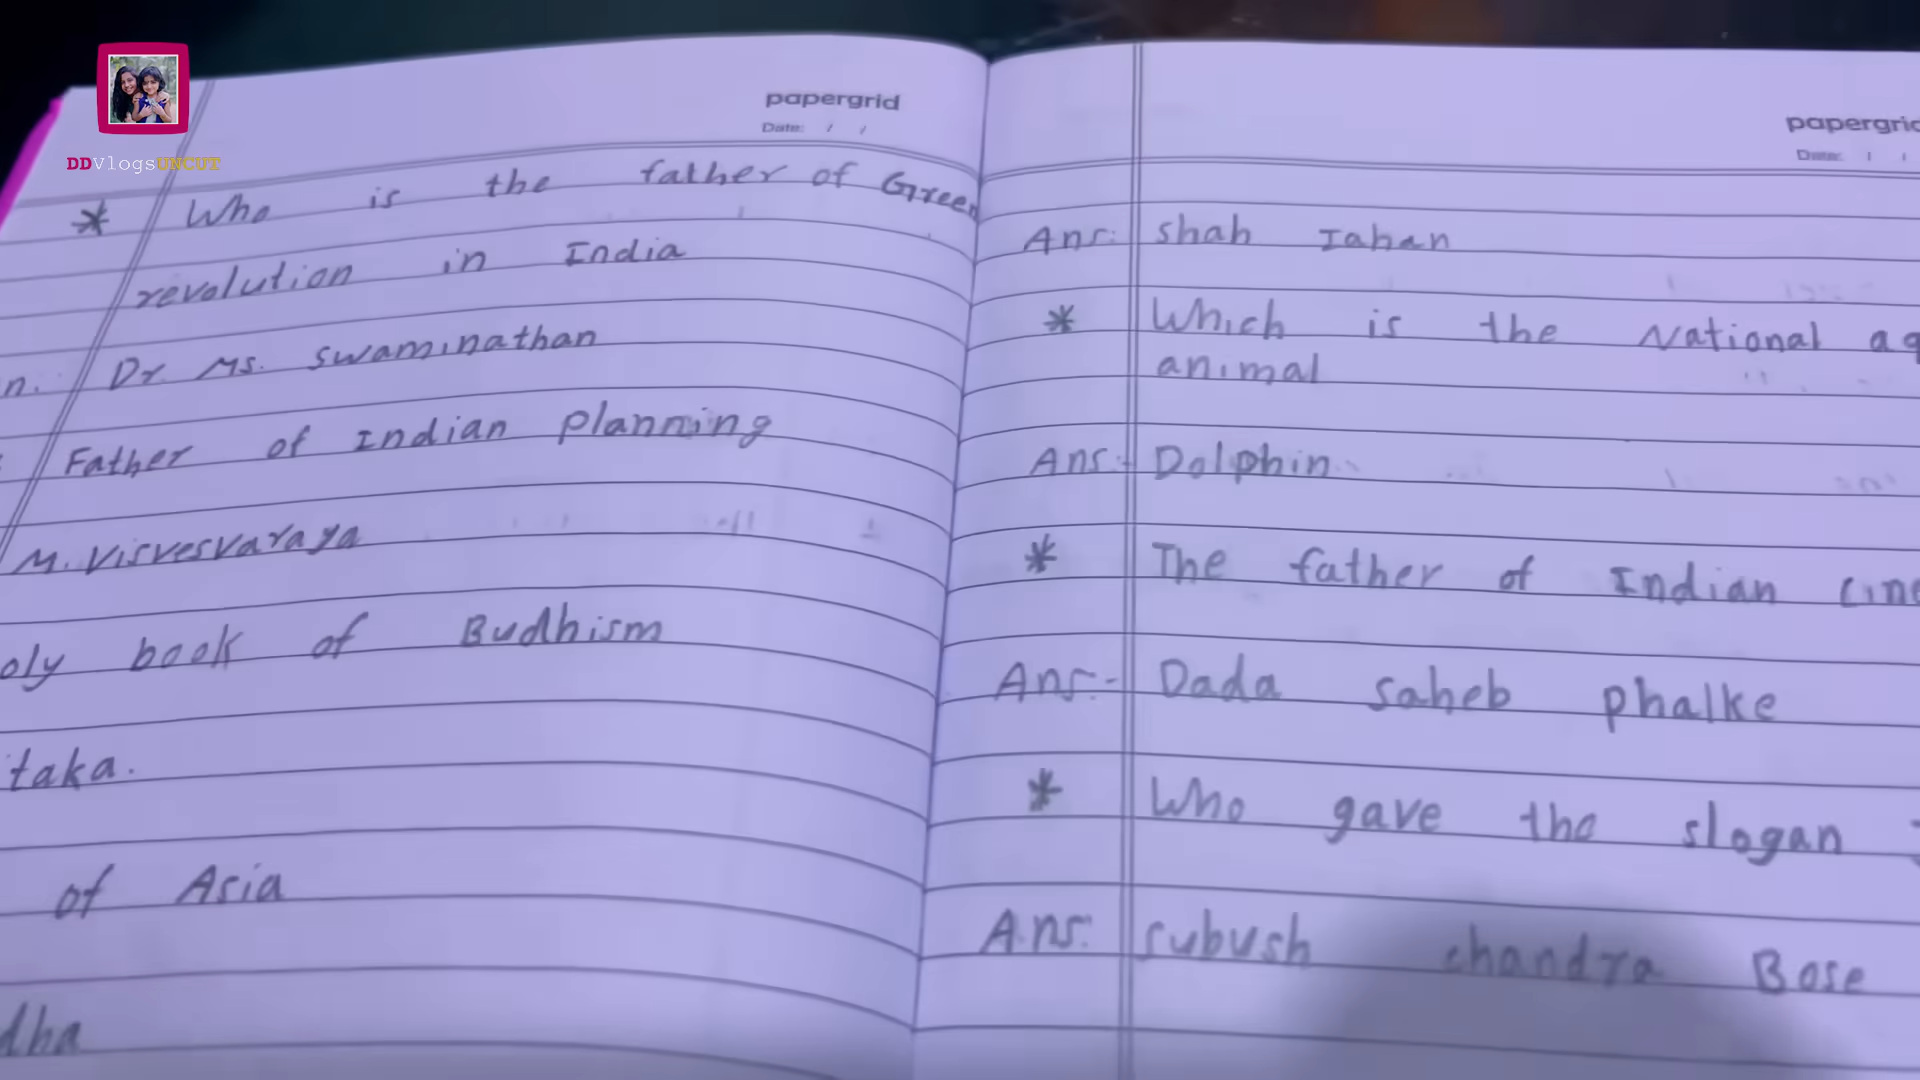 DDVlogsUNCUT
papergrid
Date: / /
* Who is the father of Green
revolution in India
n. Dr. Ms. Swaminathan
: Father of Indian planning
M. Visvesvaraya
oly book of Budhism
taka.
of Asia
dha
papergrid
Date: / /
Ans: shah Jahan
* Which is the National aq
animal
Ans:- Dolphin
* The father of Indian cine
Ans:- Dada saheb phalke
* Who gave the slogan
Ans: subush chandra Bose